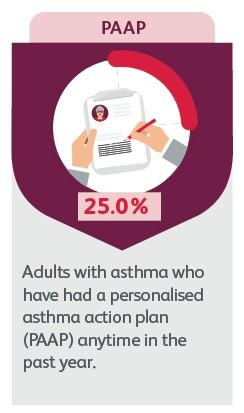 PAAP
25.0%
Adults with asthma who
have had a personalised
asthma action plan
(PAAP) anytime in the
past year.